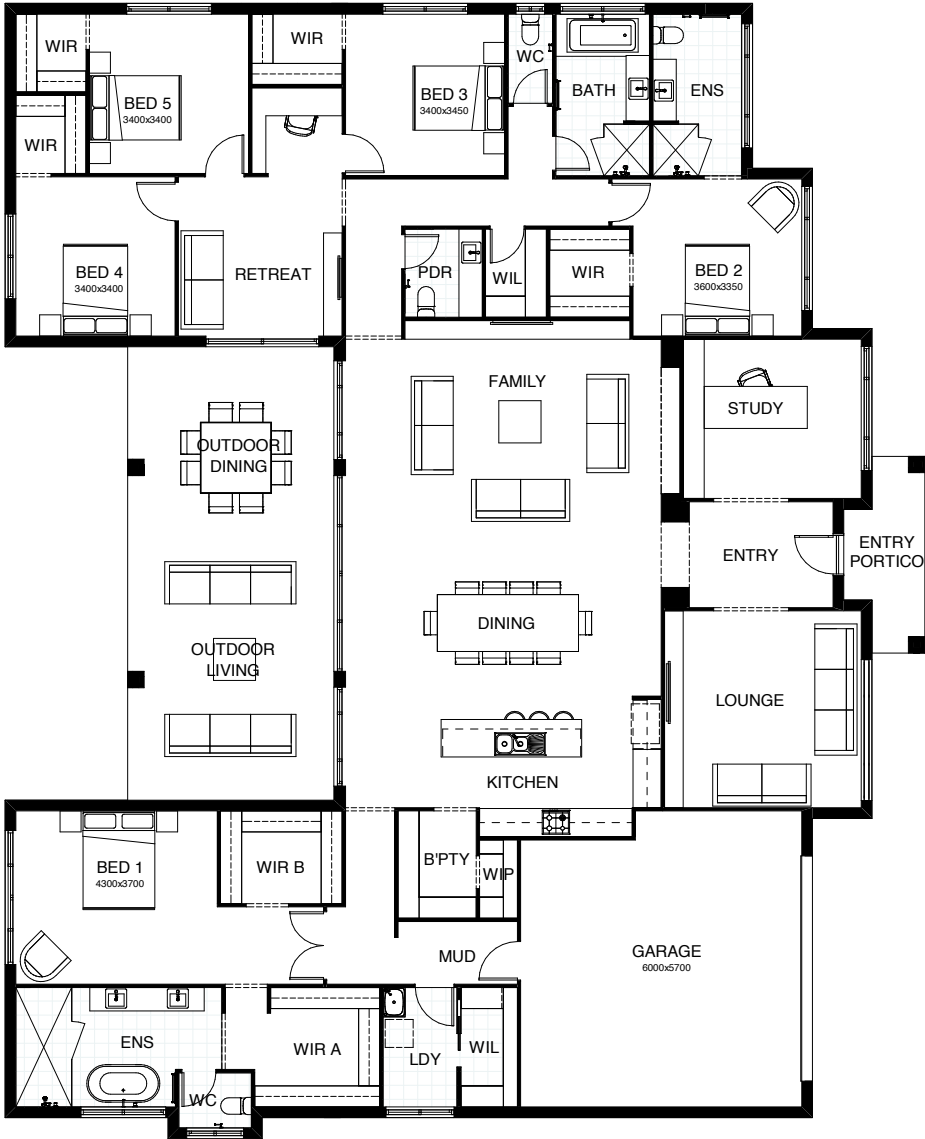 WIR
WIR
WC
BATH
ENS
BED 5
3400x3400
BED 3
3400x3450
WIR
BED 4
3400x3400
RETREAT
PDR
WIL
WIR
BED 2
3600x3350
FAMILY
STUDY
OUTDOOR
DINING
ENTRY
ENTRY
PORTICO
DINING
OUTDOOR
LIVING
LOUNGE
KITCHEN
BED 1
4300x3700
WIR B
B'PTY
WIP
MUD
GARAGE
6000x5700
ENS
WIR A
LDY
WIL
WC